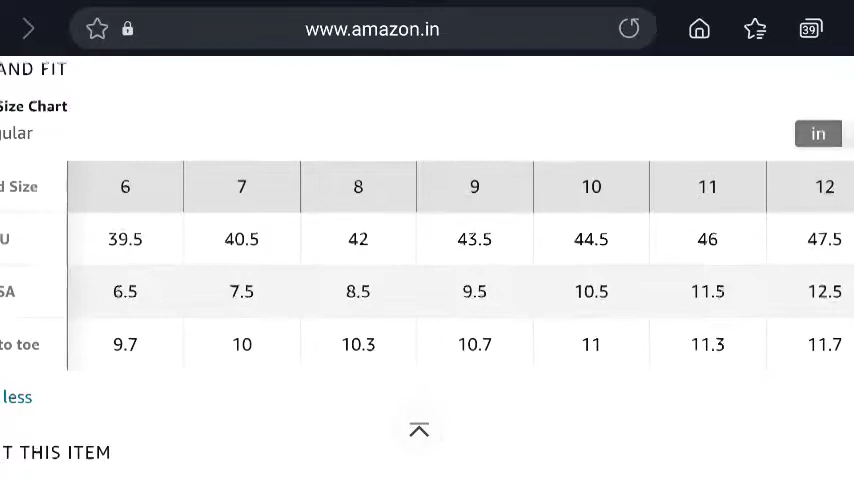 www.amazon.in 39
AND FIT
Size Chart
gular
in
d Size 6 7 8 9 10 11 12
U 39.5 40.5 42 43.5 44.5 46 47.5
SA 6.5 7.5 8.5 9.5 10.5 11.5 12.5
to toe 9.7 10 10.3 10.7 11 11.3 11.7
less
T THIS ITEM